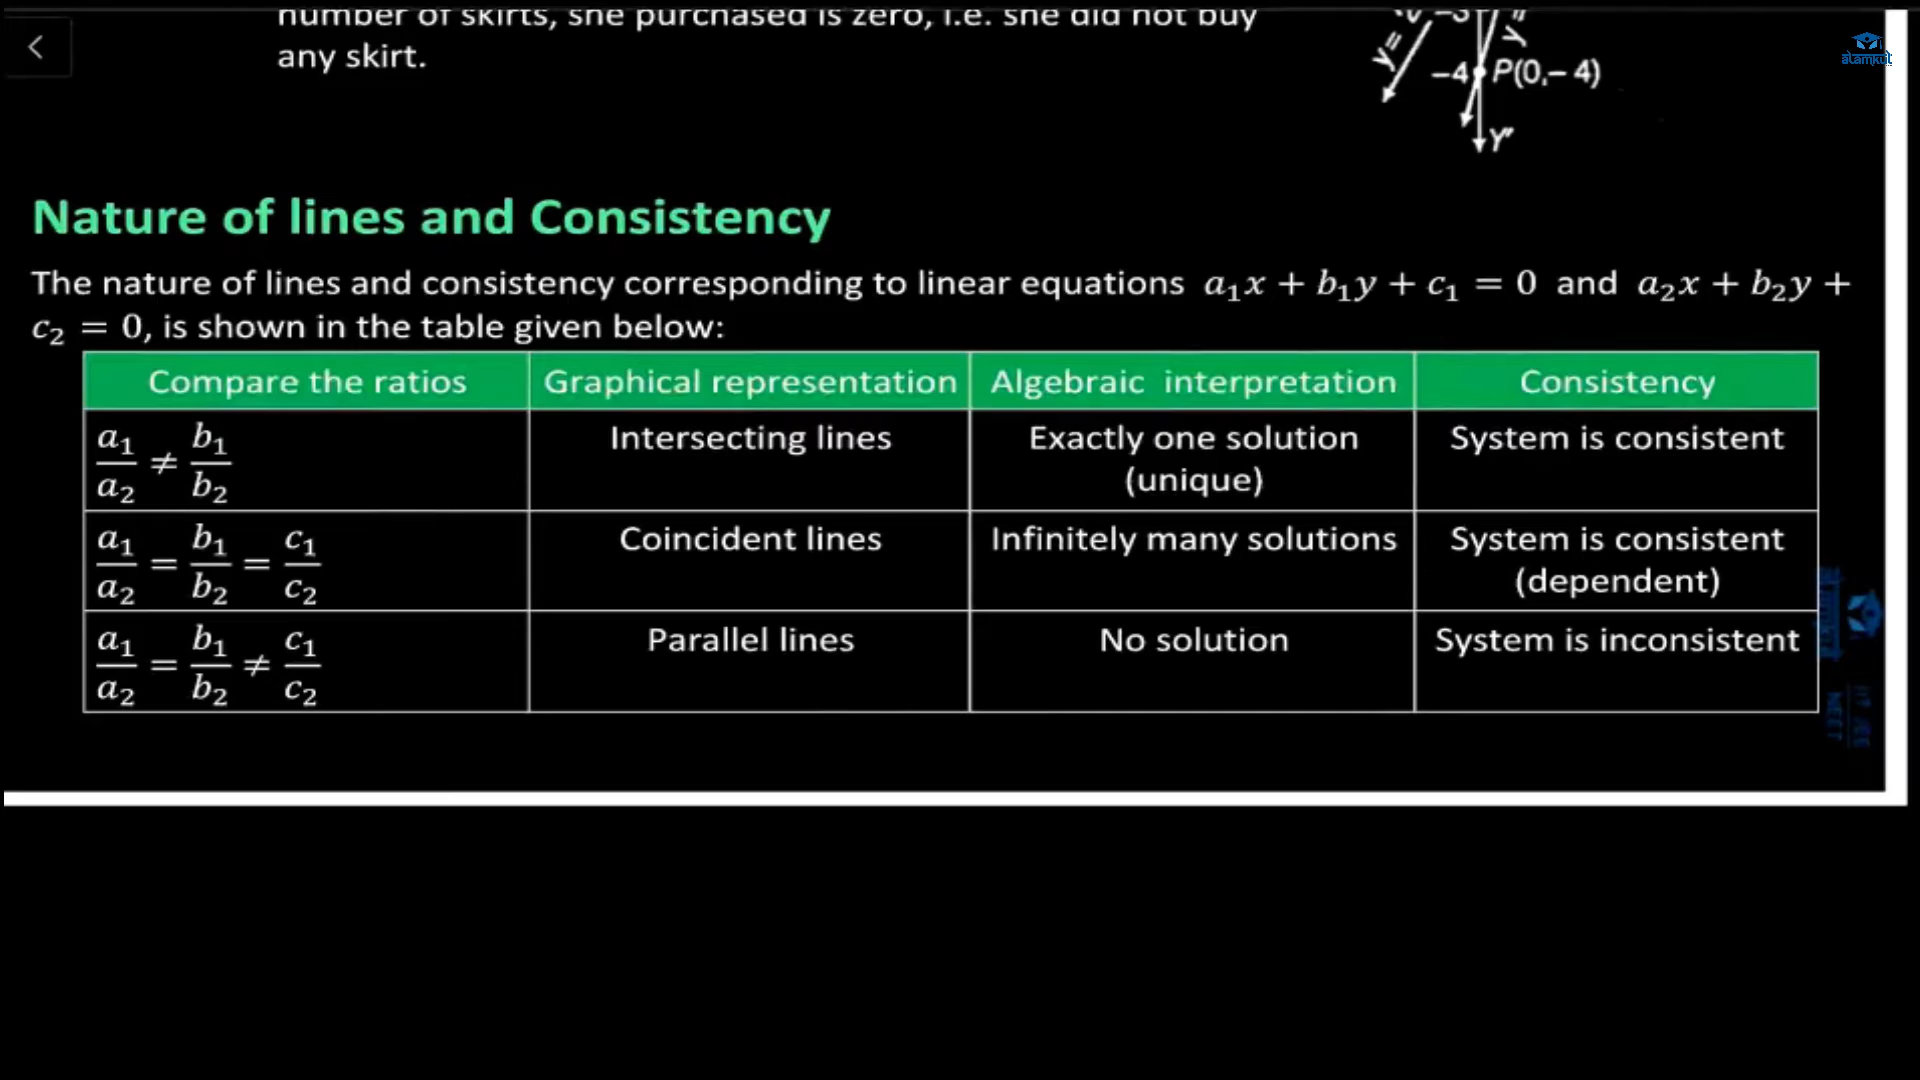 number of skirts, she purchased is zero, i.e. she did not buy
any skirt.
y =
-4 P(0,– 4)
Y'
alamkut
Nature of lines and Consistency
The nature of lines and consistency corresponding to linear equations a₁x + b₁y + c₁ = 0 and a₂x + b₂y +
c₂ = 0, is shown in the table given below:
Compare the ratios Graphical representation Algebraic interpretation Consistency
a₁/a₂ ≠ b₁/b₂ Intersecting lines Exactly one solution System is consistent
(unique)
a₁/a₂ = b₁/b₂ = c₁/c₂ Coincident lines Infinitely many solutions System is consistent
(dependent)
a₁/a₂ = b₁/b₂ ≠ c₁/c₂ Parallel lines No solution System is inconsistent